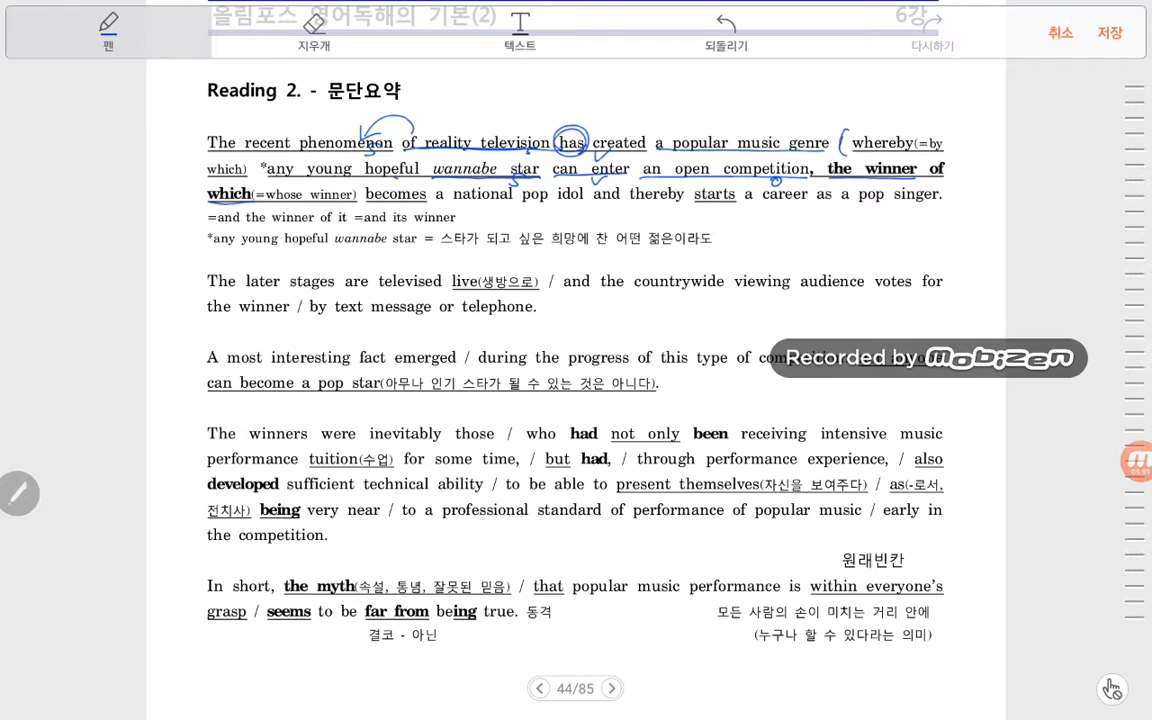 올림포스 영어독해의 기본(2) 6강
펜 지우개 텍스트 되돌리기 다시하기 취소 저장
Reading 2. - 문단요약
The recent phenomenon of reality television has created a popular music genre ( whereby(=by
which) *any young hopeful wannabe star can enter an open competition, the winner of
which(=whose winner) becomes a national pop idol and thereby starts a career as a pop singer.
=and the winner of it =and its winner
*any young hopeful wannabe star = 스타가 되고 싶은 희망에 찬 어떤 젊은이라도
The later stages are televised live(생방으로) / and the countrywide viewing audience votes for
the winner / by text message or telephone.
A most interesting fact emerged / during the progress of this type of
Recorded by mobizen
can become a pop star(아무나 인기 스타가 될 수 있는 것은 아니다).
The winners were inevitably those / who had not only been receiving intensive music
performance tuition(수업) for some time, / but had, / through performance experience, / also
developed sufficient technical ability / to be able to present themselves(자신을 보여주다) / as(-로서,
전치사) being very near / to a professional standard of performance of popular music / early in
the competition.
원래빈칸
In short, the myth(속설, 통념, 잘못된 믿음) / that popular music performance is within everyone's
grasp / seems to be far from being true. 동격 모든 사람의 손이 미치는 거리 안에
결코 - 아닌 (누구나 할 수 있다라는 의미)
44/85